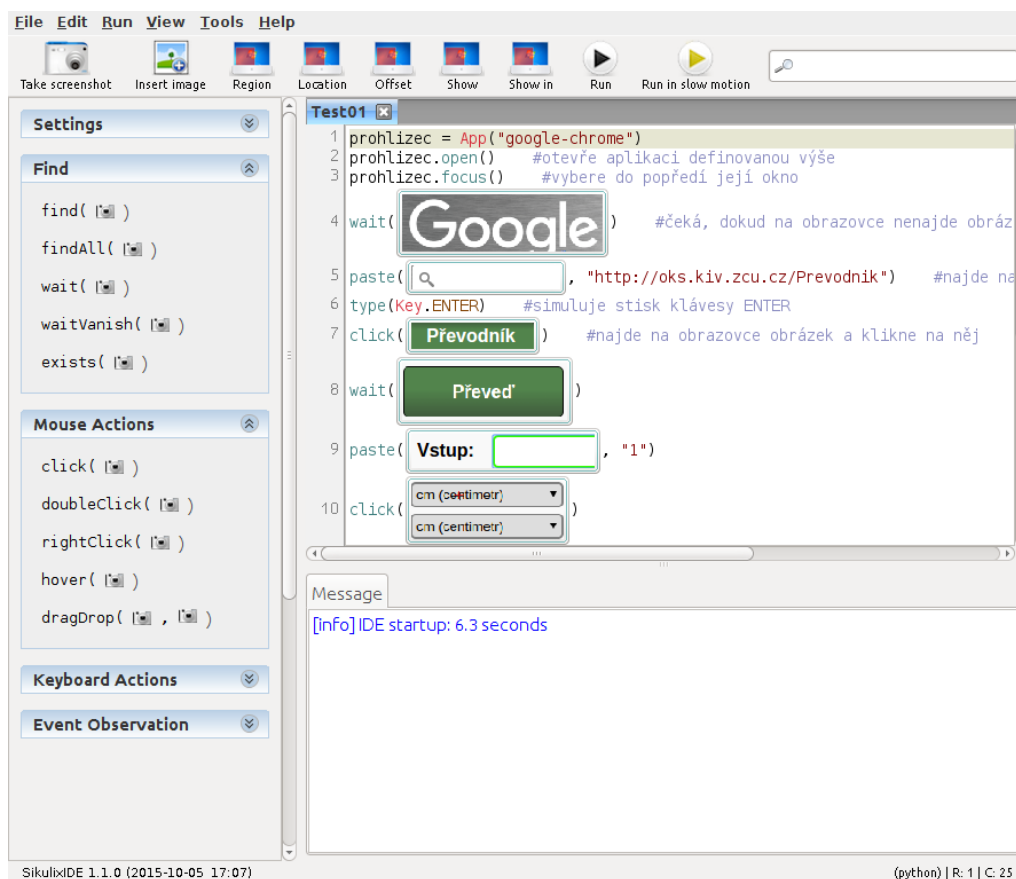 File Edit Run View Tools Help
Take screenshot Insert image Region Location Offset Show Show in Run Run in slow motion
Settings
Find
find( )
findAll( )
wait( )
waitVanish( )
exists( )
Mouse Actions
click( )
doubleClick( )
rightClick( )
hover( )
dragDrop( , )
Keyboard Actions
Event Observation
Test01
1 prohlizec = App("google-chrome")
2 prohlizec.open() #otevře aplikaci definovanou výše
3 prohlizec.focus() #vybere do popředí její okno
4 wait( Google ) #čeká, dokud na obrazovce nenajde obráz
5 paste( , "http://oks.kiv.zcu.cz/Prevodnik") #najde na
6 type(Key.ENTER) #simuluje stisk klávesy ENTER
7 click( Převodník ) #najde na obrazovce obrázek a klikne na něj
8 wait( Převeď )
9 paste( Vstup: , "1")
10 click( cm (centimetr) )
cm (centimetr)
Message
[info] IDE startup: 6.3 seconds
SikulixIDE 1.1.0 (2015-10-05 17:07)
(python) | R: 1 | C: 25